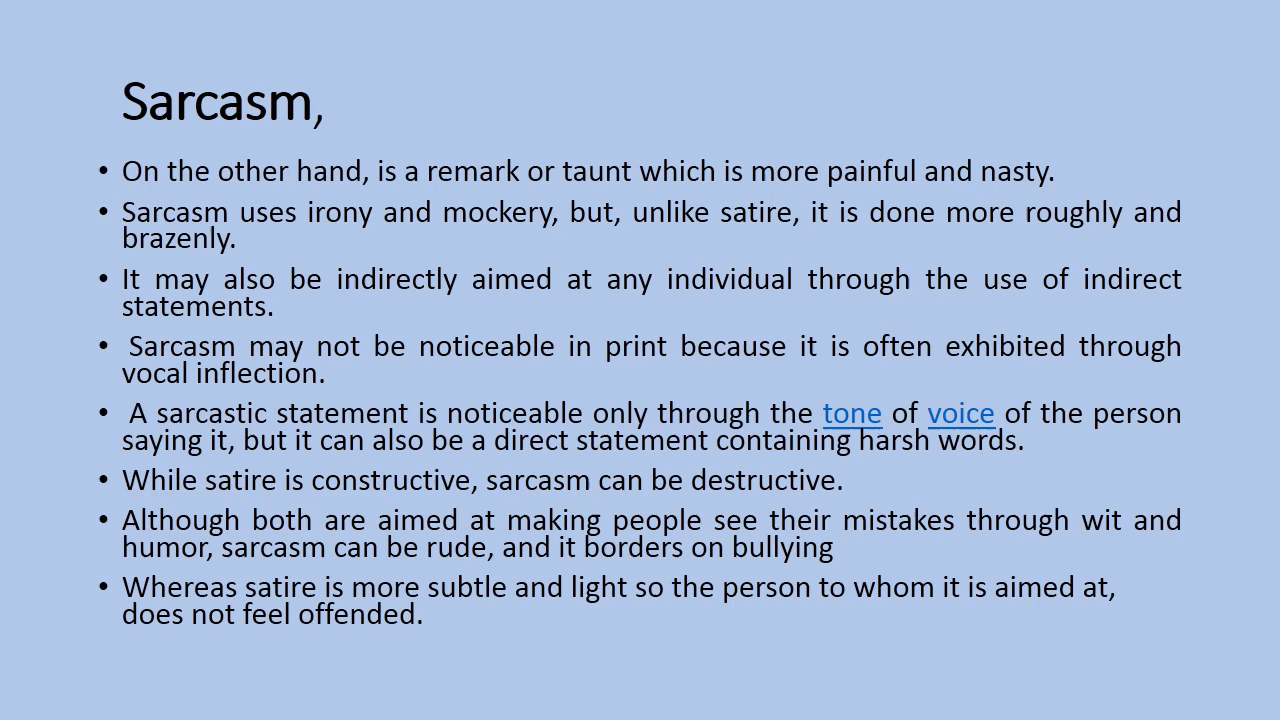 Sarcasm,
• On the other hand, is a remark or taunt which is more painful and nasty.
• Sarcasm uses irony and mockery, but, unlike satire, it is done more roughly and
brazenly.
• It may also be indirectly aimed at any individual through the use of indirect
statements.
• Sarcasm may not be noticeable in print because it is often exhibited through
vocal inflection.
• A sarcastic statement is noticeable only through the tone of voice of the person
saying it, but it can also be a direct statement containing harsh words.
• While satire is constructive, sarcasm can be destructive.
• Although both are aimed at making people see their mistakes through wit and
humor, sarcasm can be rude, and it borders on bullying
• Whereas satire is more subtle and light so the person to whom it is aimed at,
does not feel offended.